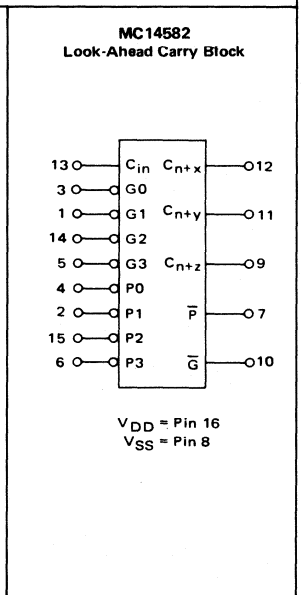 MC14582
Look-Ahead Carry Block
13 Cin Cn+x 12
3 G0
1 G1 Cn+y 11
14 G2
5 G3 Cn+z 9
4 P0
2 P1 P̅ 7
15 P2
6 P3 G̅ 10
VDD = Pin 16
VSS = Pin 8